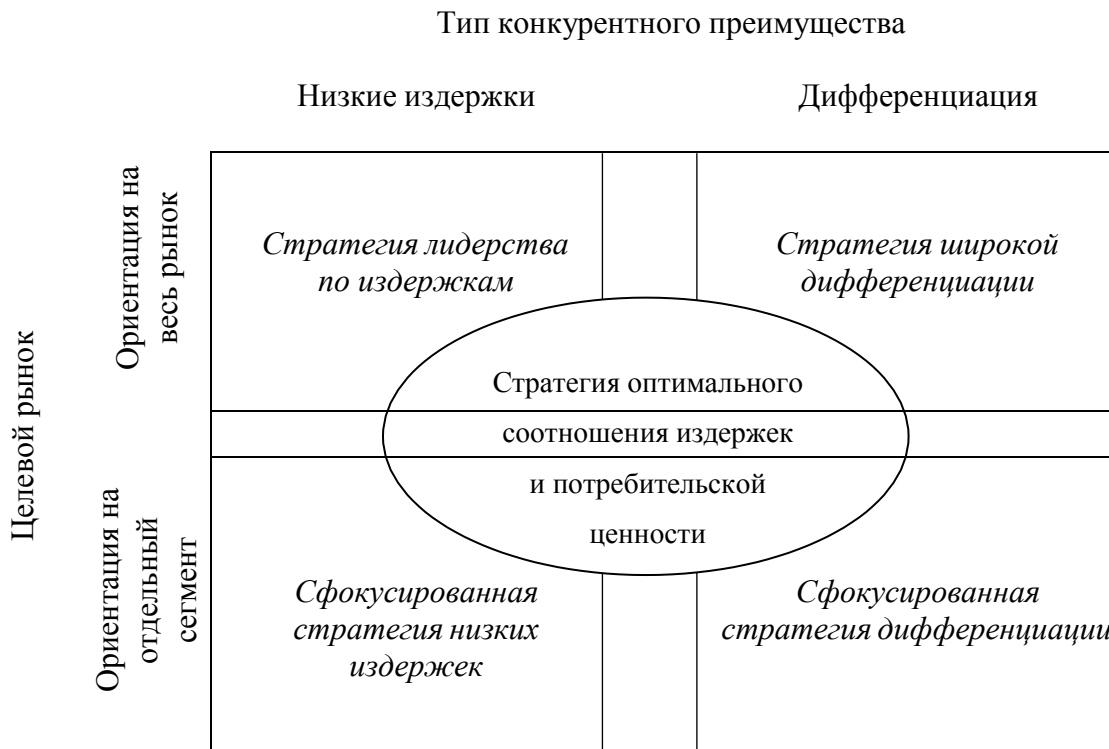 Тип конкурентного преимущества
Низкие издержки
Дифференциация
Целевой рынок
Ориентация на
весь рынок
Стратегия лидерства
по издержкам
Стратегия широкой
дифференциации
Стратегия оптимального
соотношения издержек
и потребительской
ценности
Ориентация на
отдельный
сегмент
Сфокусированная
стратегия низких
издержек
Сфокусированная
стратегия дифференциации